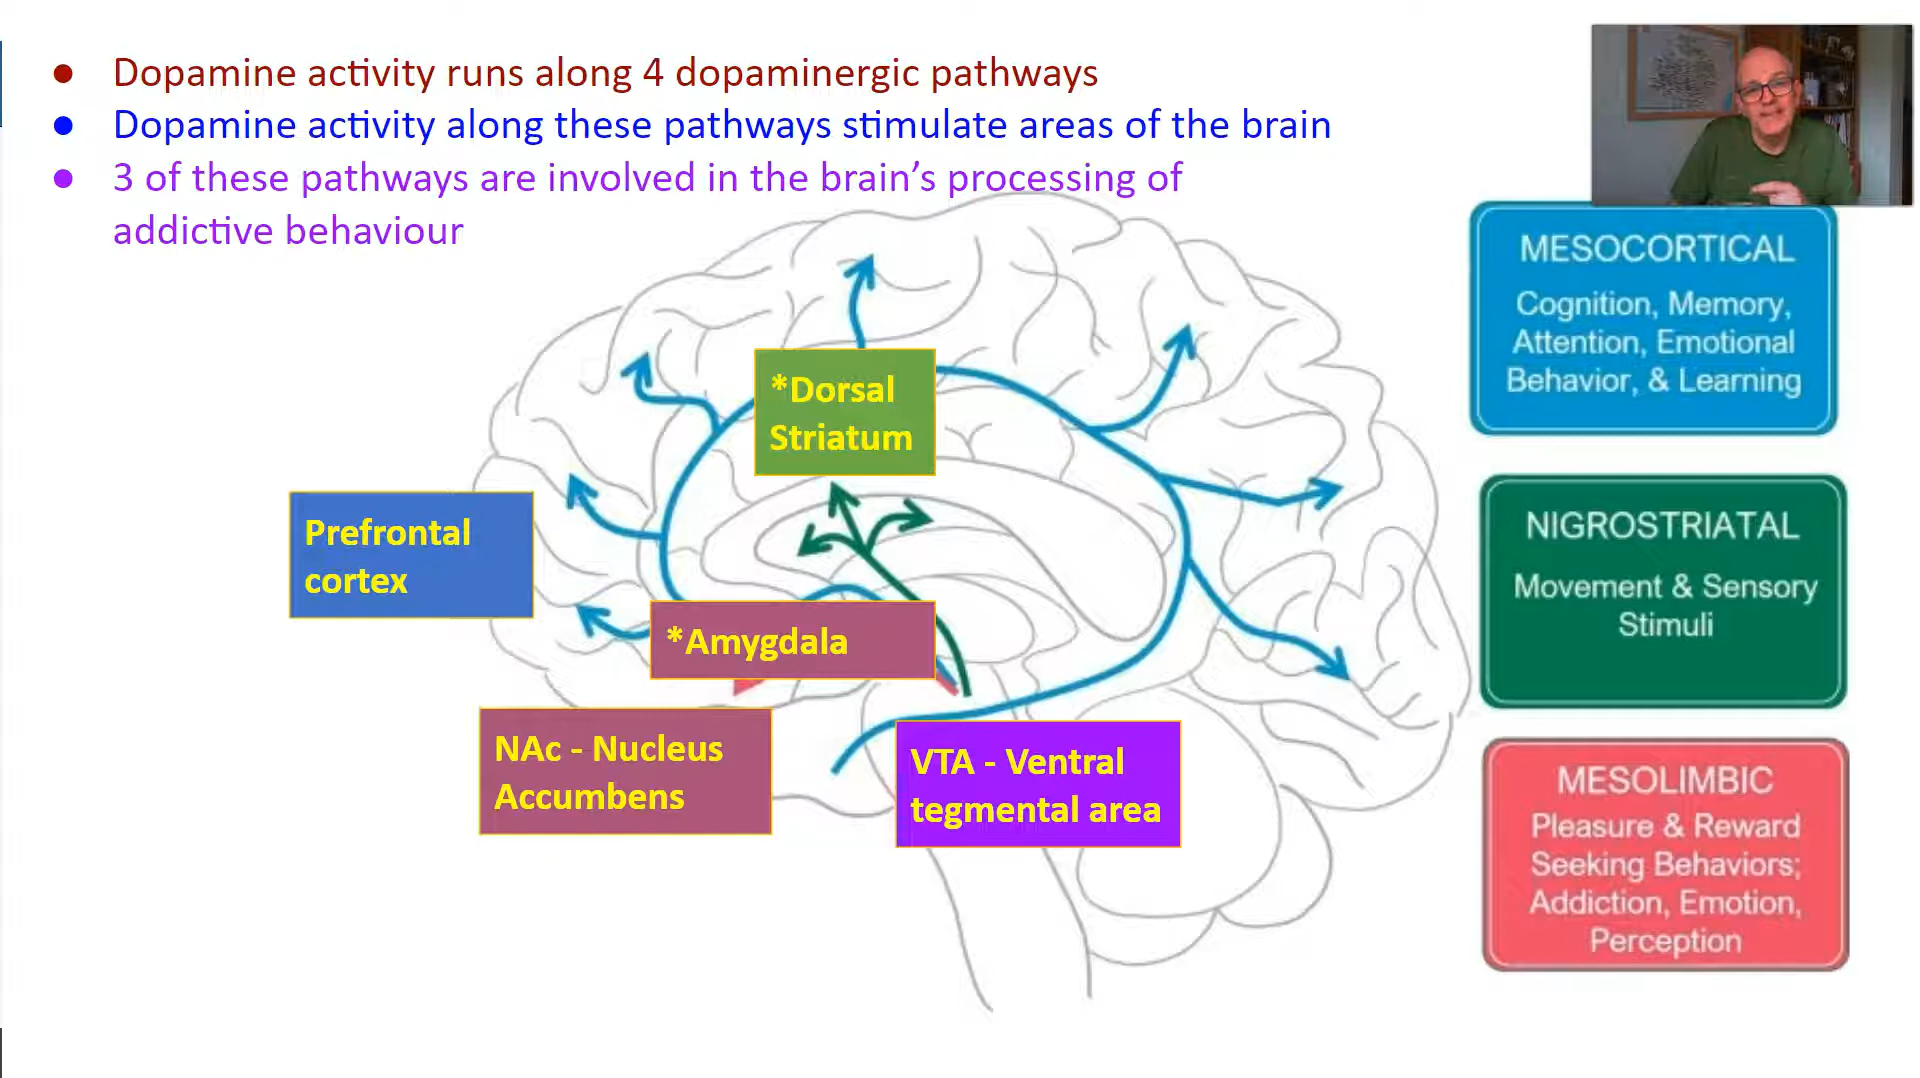 ● Dopamine activity runs along 4 dopaminergic pathways
● Dopamine activity along these pathways stimulate areas of the brain
● 3 of these pathways are involved in the brain’s processing of
addictive behaviour
MESOCORTICAL
Cognition, Memory,
Attention, Emotional
Behavior, & Learning
*Dorsal
Striatum
Prefrontal
cortex
NIGROSTRIATAL
Movement & Sensory
Stimuli
*Amygdala
NAc - Nucleus
Accumbens
VTA - Ventral
tegmental area
MESOLIMBIC
Pleasure & Reward
Seeking Behaviors;
Addiction, Emotion,
Perception